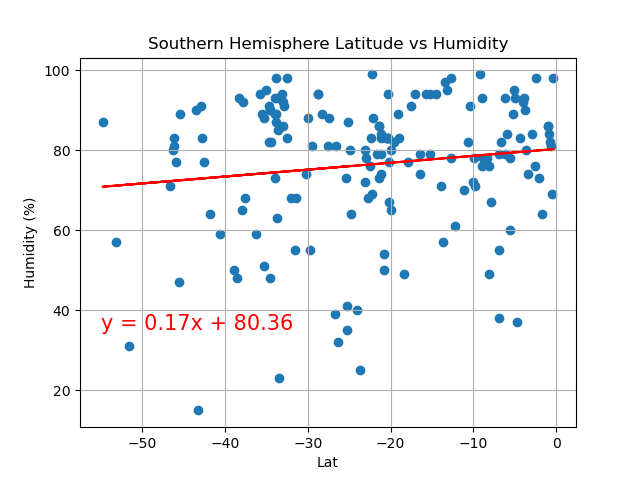 Southern Hemisphere Latitude vs Humidity
100
80
60
40
20
Humidity (%)
y = 0.17x + 80.36
−50 −40 −30 −20 −10 0
Lat